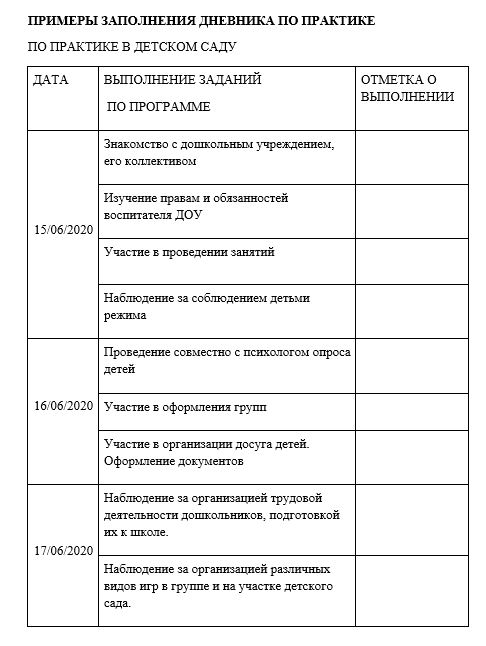 ПРИМЕРЫ ЗАПОЛНЕНИЯ ДНЕВНИКА ПО ПРАКТИКЕ
ПО ПРАКТИКЕ В ДЕТСКОМ САДУ
ДАТА
ВЫПОЛНЕНИЕ ЗАДАНИЙ
ПО ПРОГРАММЕ
ОТМЕТКА О
ВЫПОЛНЕНИИ
15/06/2020
Знакомство с дошкольным учреждением,
его коллективом
Изучение правам и обязанностей
воспитателя ДОУ
Участие в проведении занятий
Наблюдение за соблюдением детьми
режима
16/06/2020
Проведение совместно с психологом опроса
детей
Участие в оформления групп
Участие в организации досуга детей.
Оформление документов
17/06/2020
Наблюдение за организацией трудовой
деятельности дошкольников, подготовкой
их к школе.
Наблюдение за организацией различных
видов игр в группе и на участке детского
сада.